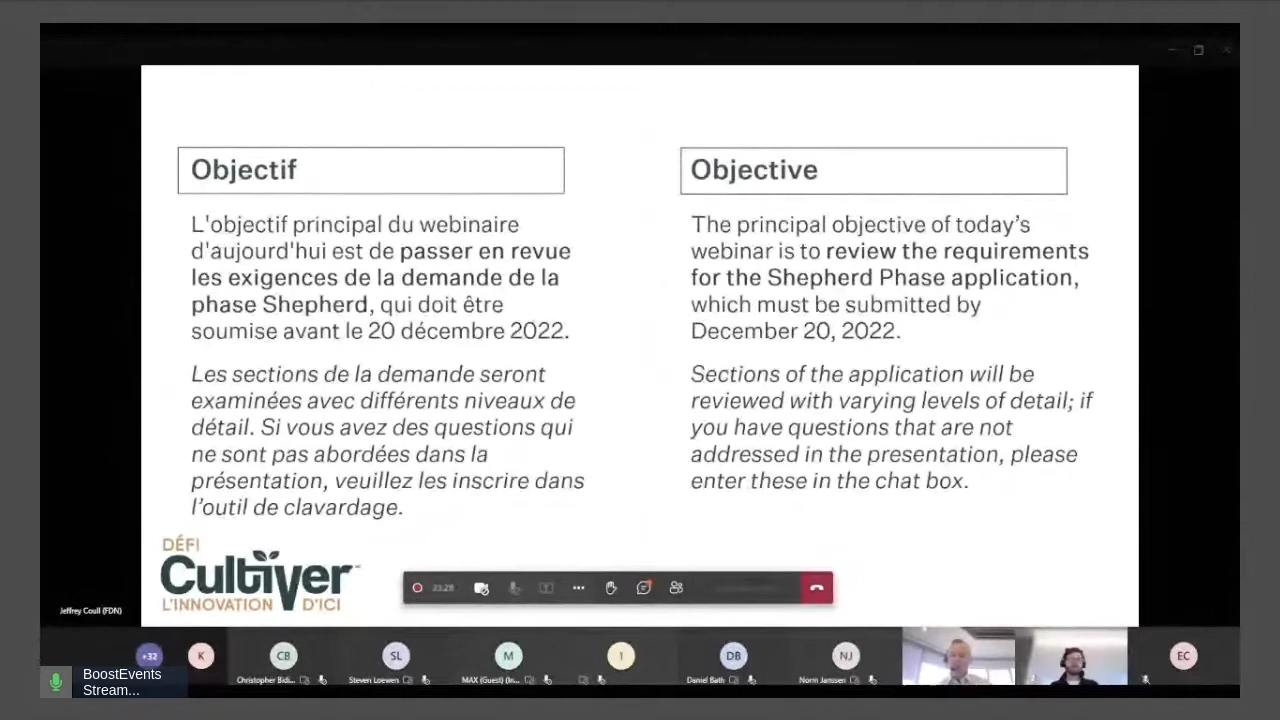 Objectif
L'objectif principal du webinaire
d'aujourd'hui est de passer en revue
les exigences de la demande de la
phase Shepherd, qui doit être
soumise avant le 20 décembre 2022.
Les sections de la demande seront
examinées avec différents niveaux de
détail. Si vous avez des questions qui
ne sont pas abordées dans la
présentation, veuillez les inscrire dans
l'outil de clavardage.
Objective
The principal objective of today's
webinar is to review the requirements
for the Shepherd Phase application,
which must be submitted by
December 20, 2022.
Sections of the application will be
reviewed with varying levels of detail; if
you have questions that are not
addressed in the presentation, please
enter these in the chat box.
DÉFI
Cultiver
L'INNOVATION D'ICI
Jeffrey Coull (FDN)
+32
K
CB
SL
M
1
DB
NJ
EC
Christopher Bidi...
Steven Loewen
MAX (Guest) (In...
Daniel Bath
Norm Janssen
BoostEvents
Stream...